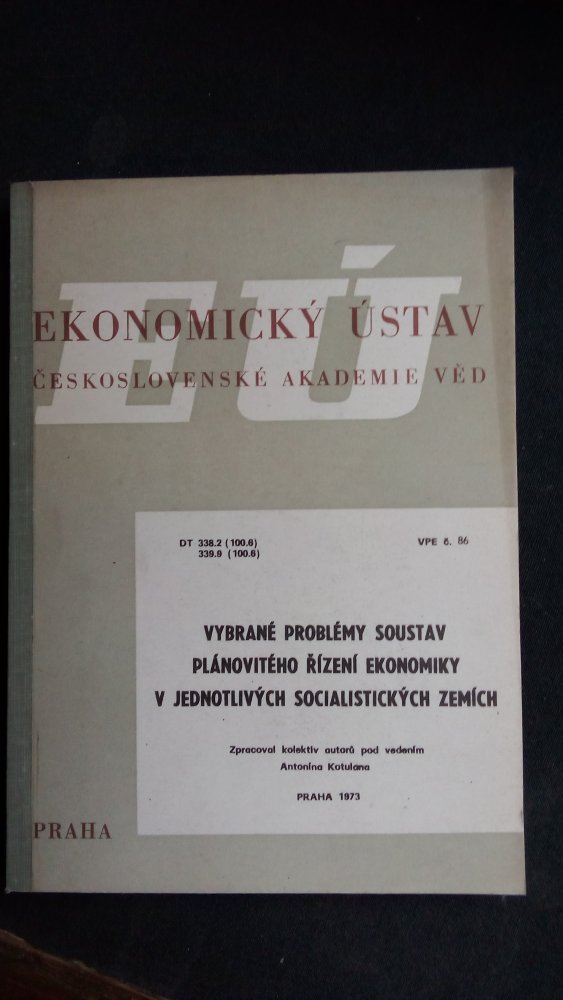 EÚ
EKONOMICKÝ ÚSTAV
ČESKOSLOVENSKÉ AKADEMIE VĚD
DT 338.2 (100.6) VPE č. 86
339.9 (100.6)
VYBRANÉ PROBLÉMY SOUSTAV
PLÁNOVITÉHO ŘÍZENÍ EKONOMIKY
V JEDNOTLIVÝCH SOCIALISTICKÝCH ZEMÍCH
Zpracoval kolektiv autorů pod vedením
Antonína Kotulana
PRAHA 1973
PRAHA